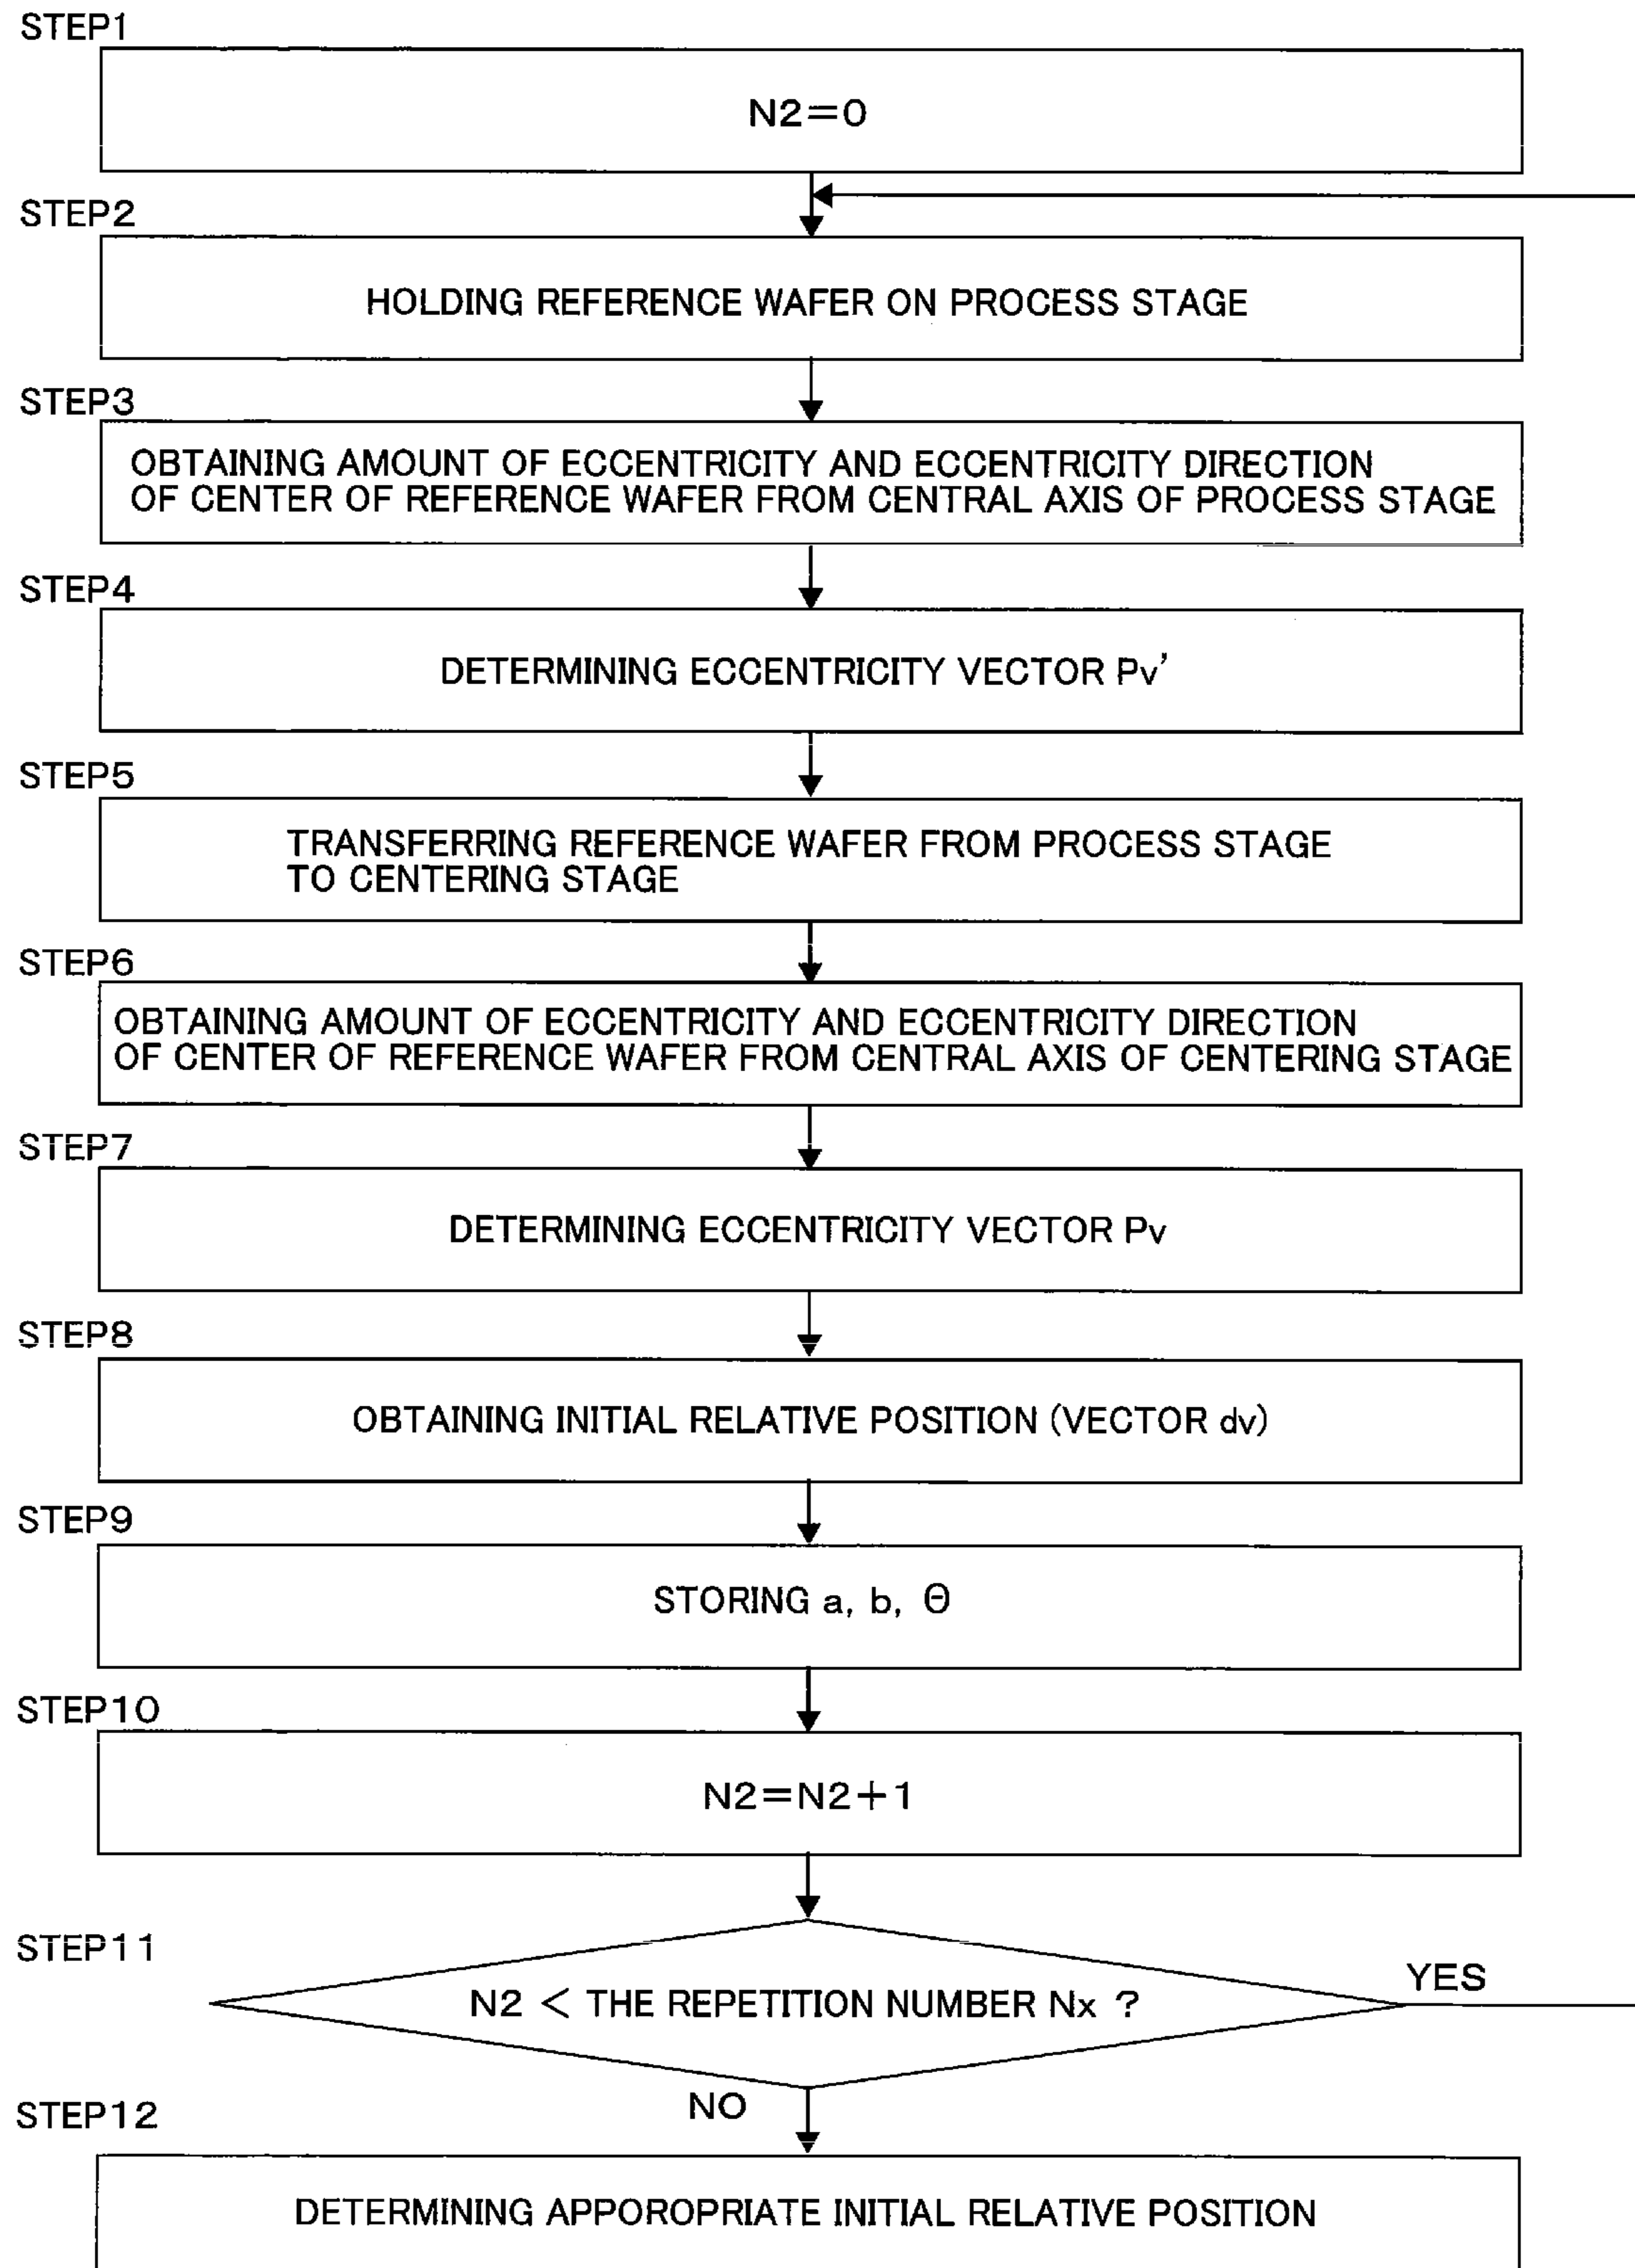 STEP1
N2=0
STEP2
HOLDING REFERENCE WAFER ON PROCESS STAGE
STEP3
OBTAINING AMOUNT OF ECCENTRICITY AND ECCENTRICITY DIRECTION
OF CENTER OF REFERENCE WAFER FROM CENTRAL AXIS OF PROCESS STAGE
STEP4
DETERMINING ECCENTRICITY VECTOR Pv'
STEP5
TRANSFERRING REFERENCE WAFER FROM PROCESS STAGE
TO CENTERING STAGE
STEP6
OBTAINING AMOUNT OF ECCENTRICITY AND ECCENTRICITY DIRECTION
OF CENTER OF REFERENCE WAFER FROM CENTRAL AXIS OF CENTERING STAGE
STEP7
DETERMINING ECCENTRICITY VECTOR Pv
STEP8
OBTAINING INITIAL RELATIVE POSITION (VECTOR dv)
STEP9
STORING a, b, Θ
STEP10
N2=N2+1
STEP11
N2 < THE REPETITION NUMBER Nx ?
YES
NO
STEP12
DETERMINING APPOROPRIATE INITIAL RELATIVE POSITION